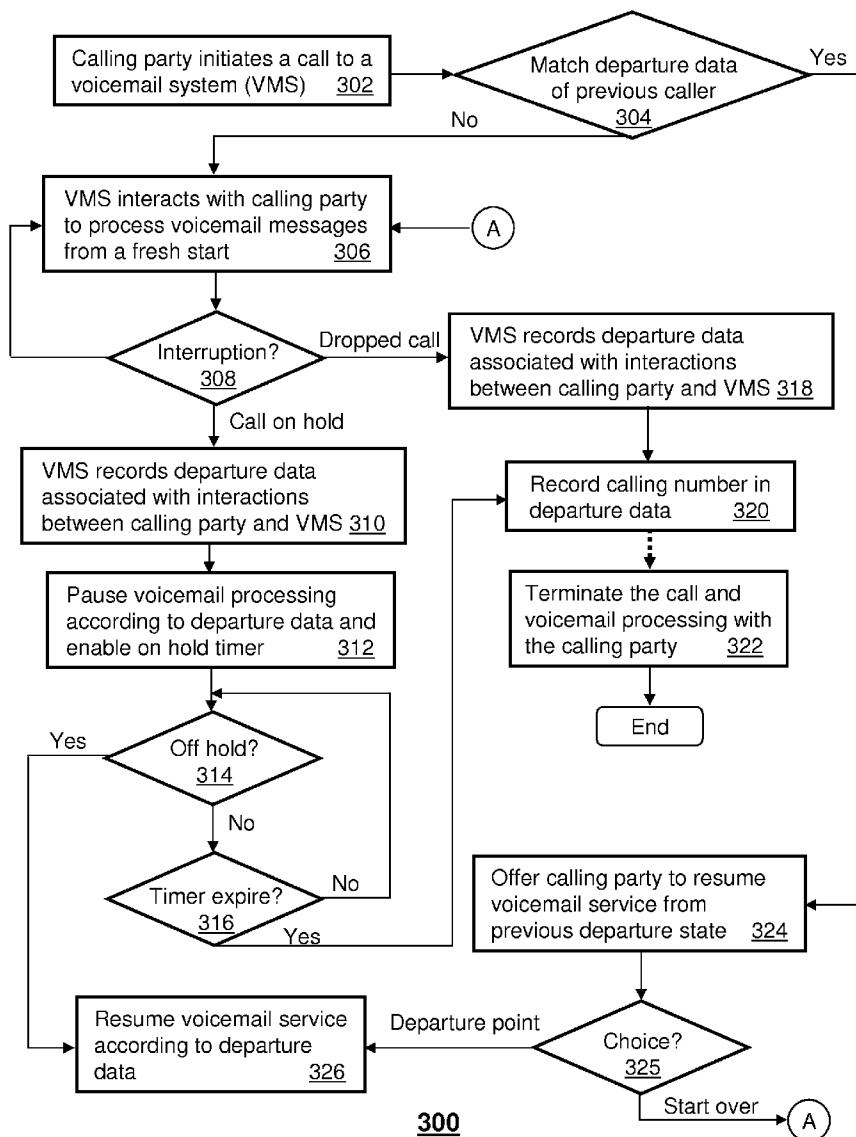 Calling party initiates a call to a
voicemail system (VMS) 302
Match departure data
of previous caller
304
Yes
No
VMS interacts with calling party
to process voicemail messages
from a fresh start 306
A
Interruption?
308
Dropped call
VMS records departure data
associated with interactions
between calling party and VMS 318
Call on hold
VMS records departure data
associated with interactions
between calling party and VMS 310
Record calling number in
departure data 320
Pause voicemail processing
according to departure data and
enable on hold timer 312
Terminate the call and
voicemail processing with
the calling party 322
End
Yes
Off hold?
314
No
Timer expire?
316
No
Yes
Offer calling party to resume
voicemail service from
previous departure state 324
Resume voicemail service
according to departure
data 326
Departure point
Choice?
325
Start over
A
300